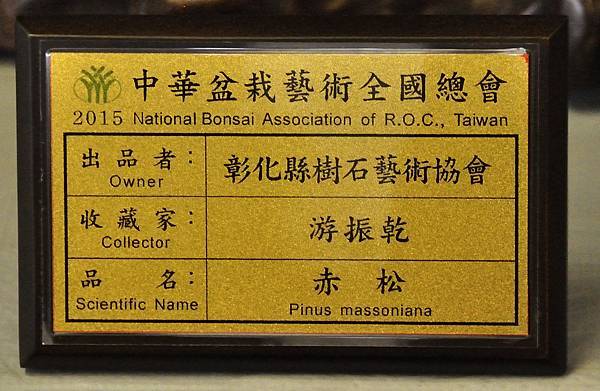 中華盆栽藝術全國總會
2015 National Bonsai Association of R.O.C., Taiwan
出品者： 彰化縣樹石藝術協會
Owner
收藏家： 游振乾
Collector
品名： 赤松
Scientific Name Pinus massoniana